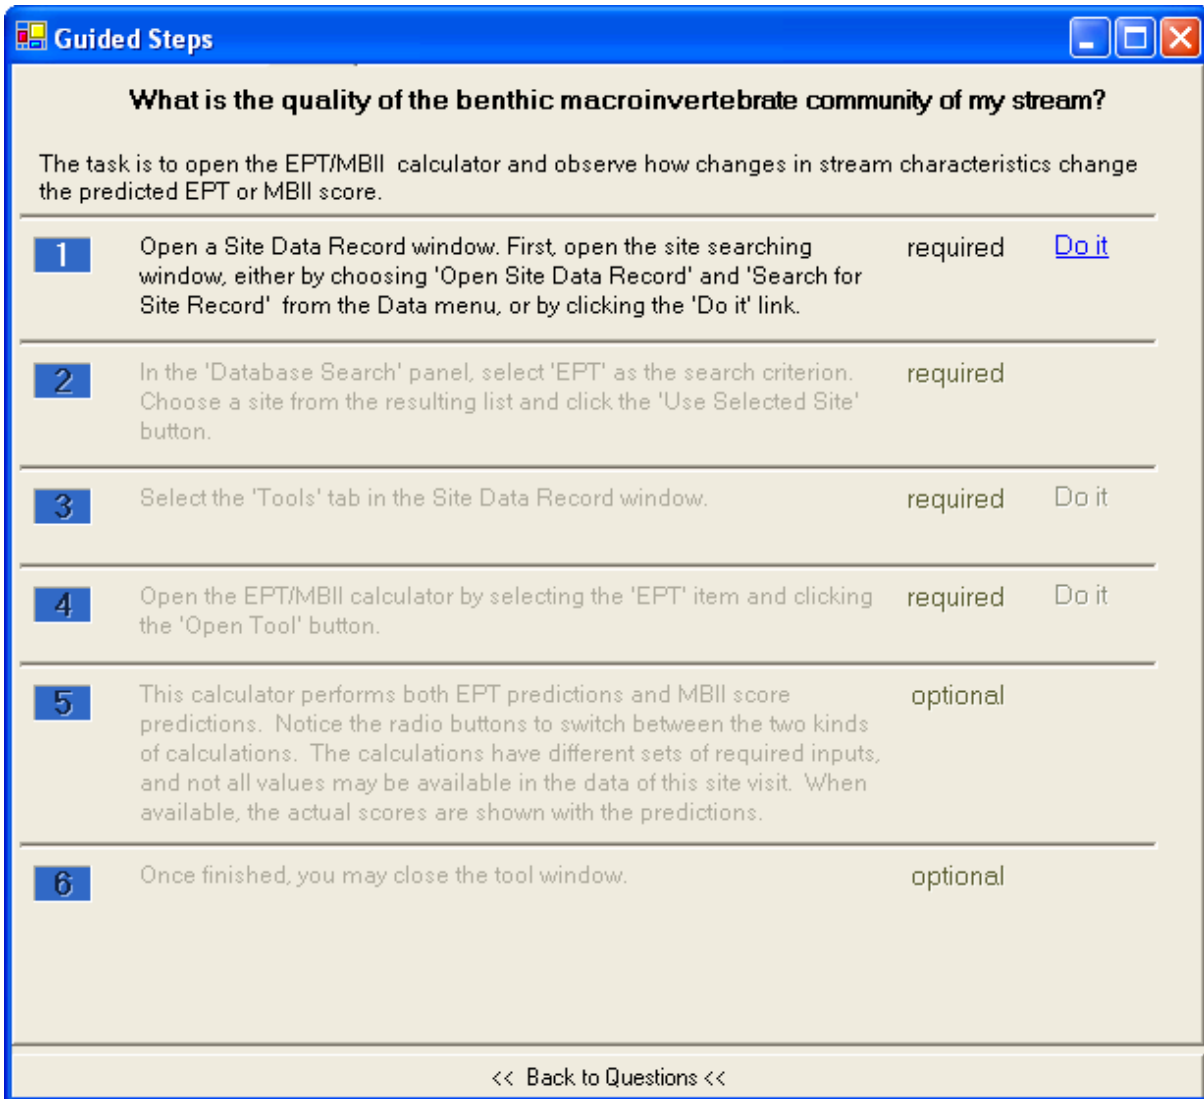 Guided Steps
What is the quality of the benthic macroinvertebrate community of my stream?
The task is to open the EPT/MBII calculator and observe how changes in stream characteristics change
the predicted EPT or MBII score.
1 Open a Site Data Record window. First, open the site searching required Do it
window, either by choosing 'Open Site Data Record' and 'Search for
Site Record' from the Data menu, or by clicking the 'Do it' link.
2 In the 'Database Search' panel, select 'EPT' as the search criterion. required
Choose a site from the resulting list and click the 'Use Selected Site'
button.
3 Select the 'Tools' tab in the Site Data Record window. required Do it
4 Open the EPT/MBII calculator by selecting the 'EPT' item and clicking required Do it
the 'Open Tool' button.
5 This calculator performs both EPT predictions and MBII score optional
predictions. Notice the radio buttons to switch between the two kinds
of calculations. The calculations have different sets of required inputs,
and not all values may be available in the data of this site visit. When
available, the actual scores are shown with the predictions.
6 Once finished, you may close the tool window. optional
<< Back to Questions <<